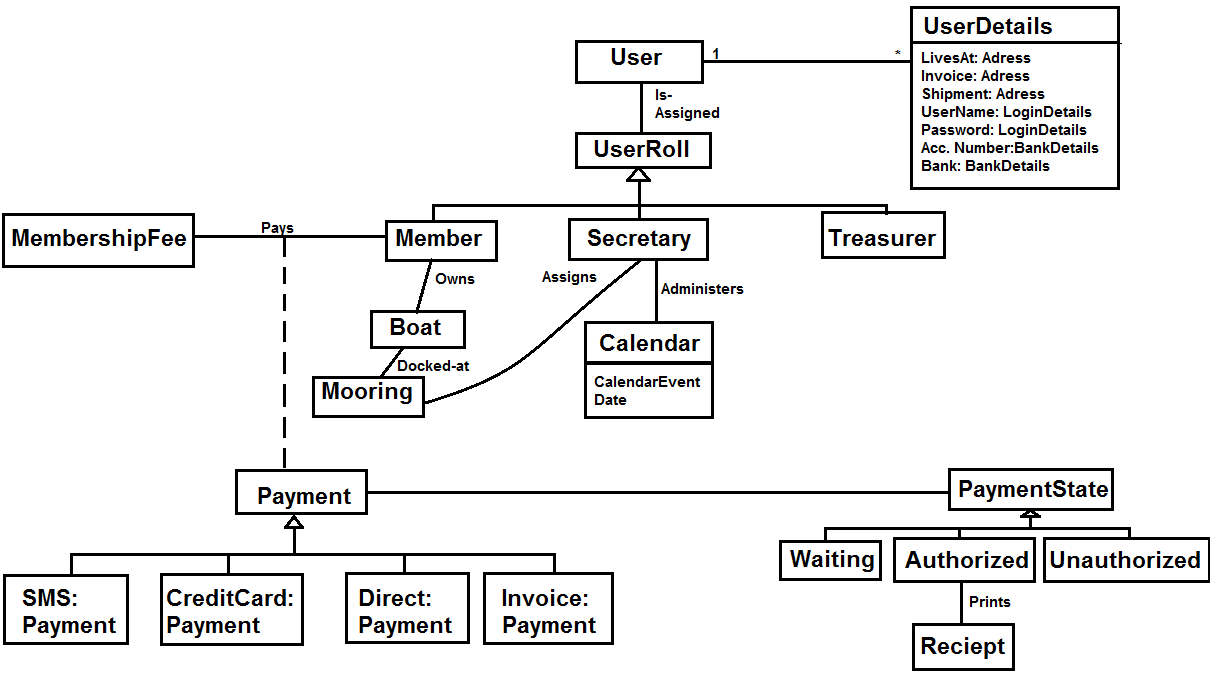 UserDetails
User
1
*
LivesAt: Adress
Invoice: Adress
Shipment: Adress
UserName: LoginDetails
Password: LoginDetails
Acc. Number:BankDetails
Bank: BankDetails
Is-
Assigned
UserRoll
MembershipFee
Pays
Member
Secretary
Treasurer
Owns
Assigns
Administers
Boat
Calendar
Docked-at
Mooring
CalendarEvent
Date
Payment
PaymentState
Waiting
Authorized
Unauthorized
SMS:
Payment
CreditCard:
Payment
Direct:
Payment
Invoice:
Payment
Prints
Reciept